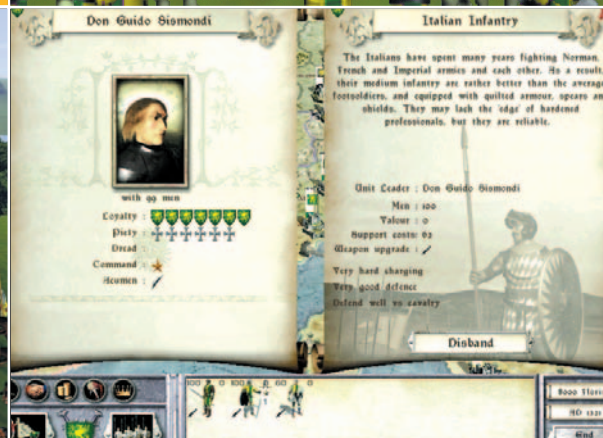 Don Guido Sismondi
with 99 men
Loyalty :
Piety :
Dread :
Command :
Acumen :
Italian Infantry
The Italians have spent many years fighting Norman,
French and Imperial armies and each other. As a result,
their medium infantry are rather better than the average
footsoldiers, and equipped with quilted armour, spears and
shields. They may lack the 'edge' of hardened
professionals, but they are reliable.
Unit Leader : Don Guido Sismondi
Men : 100
Valour : 0
Support costs:
Weapon upgrade :
Very hard charging
Very good defence
Defend well vs cavalry
Disband
100 0
End